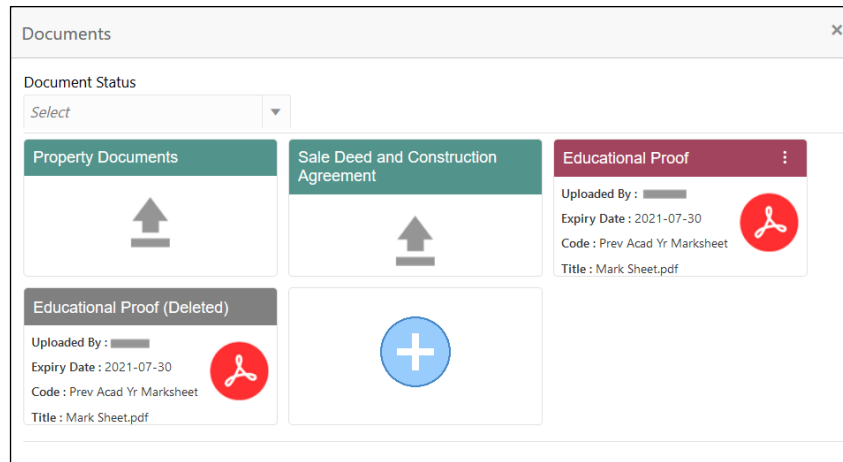 Documents
Document Status
Select
Property Documents
Sale Deed and Construction
Agreement
Educational Proof
Uploaded By :
Expiry Date : 2021-07-30
Code : Prev Acad Yr Marksheet
Title : Mark Sheet.pdf
Educational Proof (Deleted)
Uploaded By :
Expiry Date : 2021-07-30
Code : Prev Acad Yr Marksheet
Title : Mark Sheet.pdf